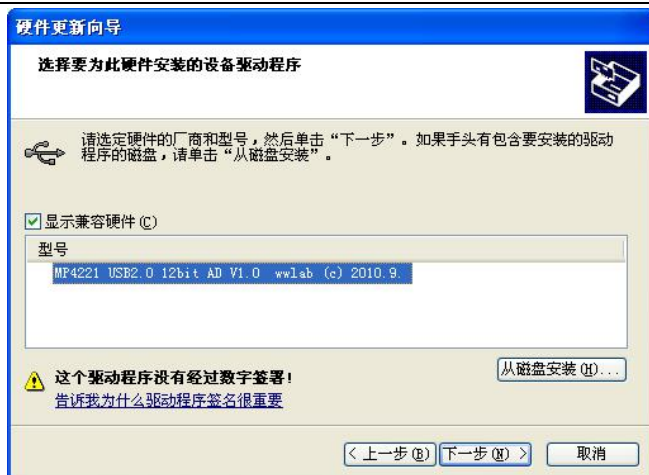 硬件更新向导
选择要为此硬件安装的设备驱动程序
请选定硬件的厂商和型号，然后单击“下一步”。如果手头有包含要安装的驱动
程序的磁盘，请单击“从磁盘安装”。
显示兼容硬件(C)
型号
MP4221 USB2.0 12bit AD V1.0 wwlab (c) 2010.9.
这个驱动程序没有经过数字签署!
告诉我为什么驱动程序签名很重要
从磁盘安装(H)...
< 上一步(B) 下一步(N) > 取消